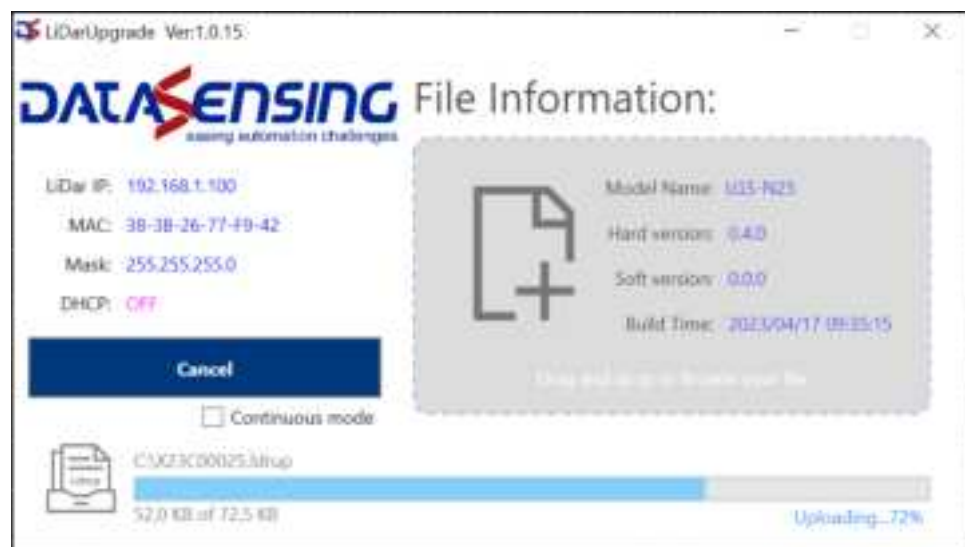 LiDarUpgrade Ver:1.0.15
DATASENSING
easing automation challenges
File Information:
LiDar IP: 192.168.1.100
MAC: 38-3B-26-77-F9-42
Mask: 255.255.255.0
DHCP: OFF
Cancel
Continuous mode
Model Name:
Hard version: 0.4.0
Soft version: 0.0.0
Build Time: 2023/04/17 09:35:15
C:\X23C00025.ldrup
52,0 KB of 72,5 KB
Uploading...72%